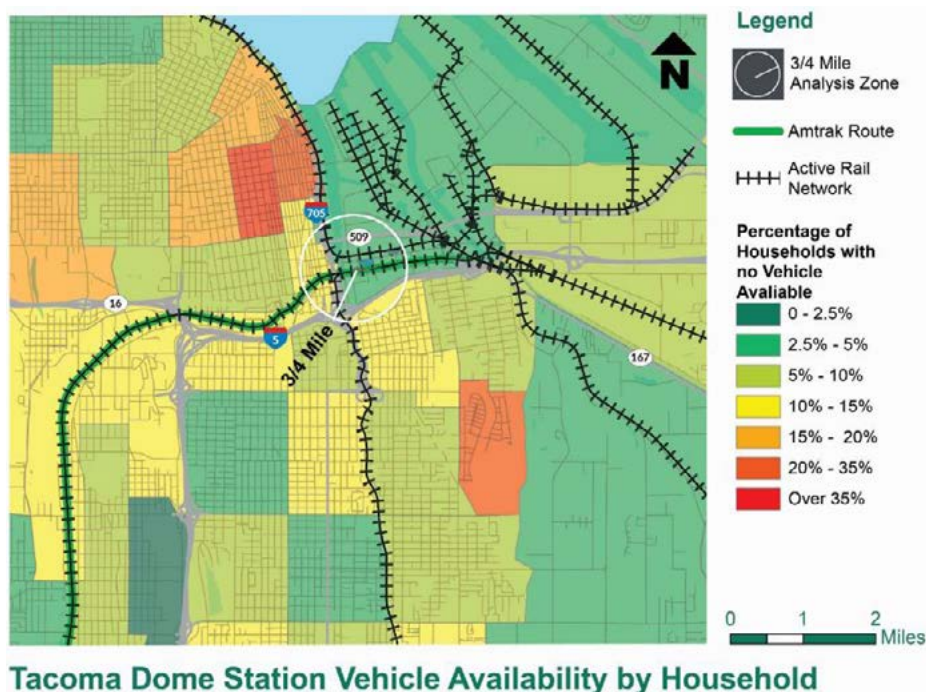 Legend
3/4 Mile
Analysis Zone
Amtrak Route
Active Rail
Network
Percentage of
Households with
no Vehicle
Avaliable
0 - 2.5%
2.5% - 5%
5% - 10%
10% - 15%
15% - 20%
20% - 35%
Over 35%
N
705
509
16
5
3/4 Mile
167
0 1 2
Miles
Tacoma Dome Station Vehicle Availability by Household